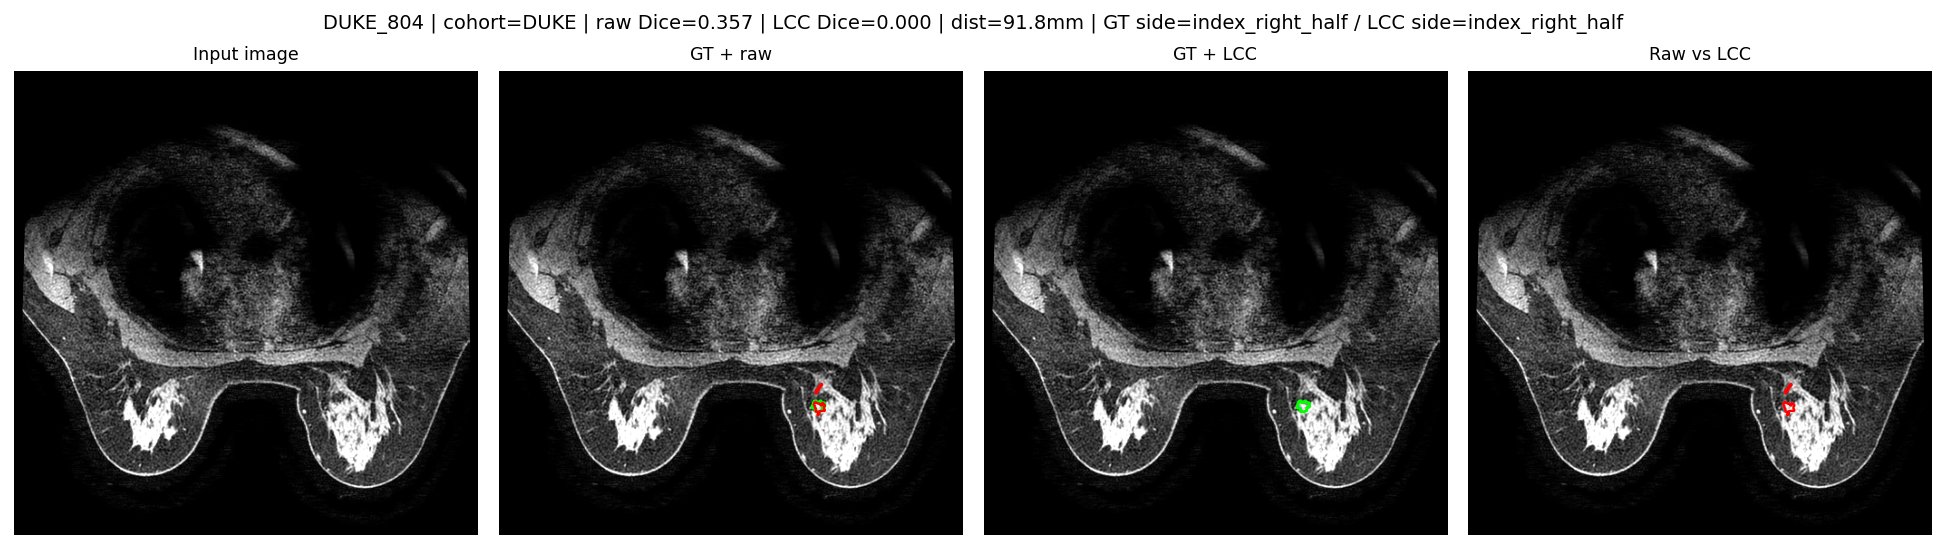 DUKE_804 | cohort=DUKE | raw Dice=0.357 | LCC Dice=0.000 | dist=91.8mm | GT side=index_right_half / LCC side=index_right_half
Input image
GT + raw
GT + LCC
Raw vs LCC